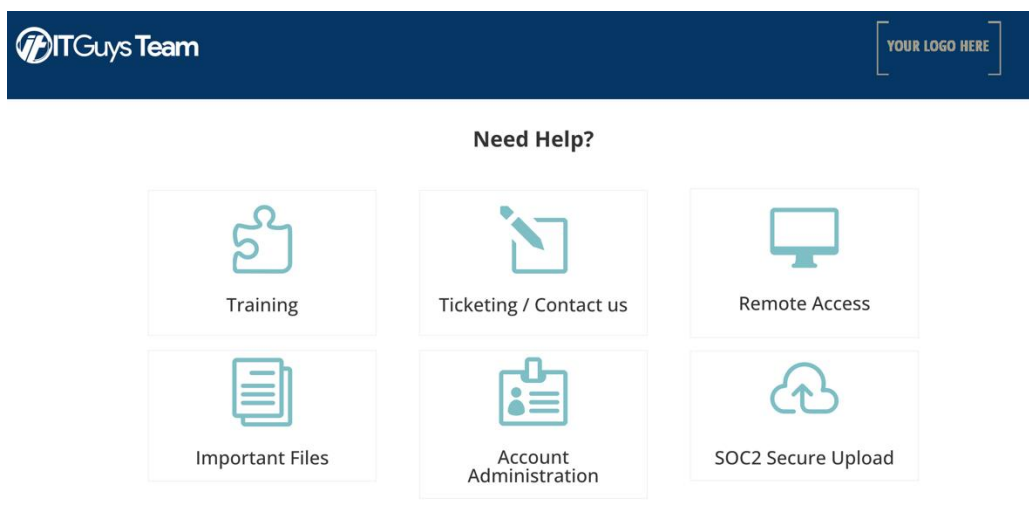 ITGuys Team
YOUR LOGO HERE
Need Help?
Training
Ticketing / Contact us
Remote Access
Important Files
Account
Administration
SOC2 Secure Upload